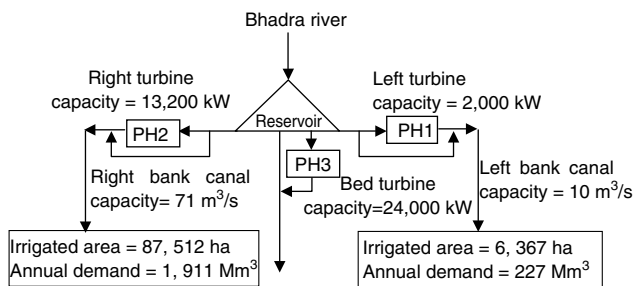 Bhadra river
Right turbine
capacity = 13,200 kW
Left turbine
capacity = 2,000 kW
Reservoir
PH2
PH1
PH3
Right bank canal
capacity= 71 m³/s
Bed turbine
capacity=24,000 kW
Left bank canal
capacity = 10 m³/s
Irrigated area = 87, 512 ha
Annual demand = 1, 911 Mm³
Irrigated area = 6, 367 ha
Annual demand = 227 Mm³